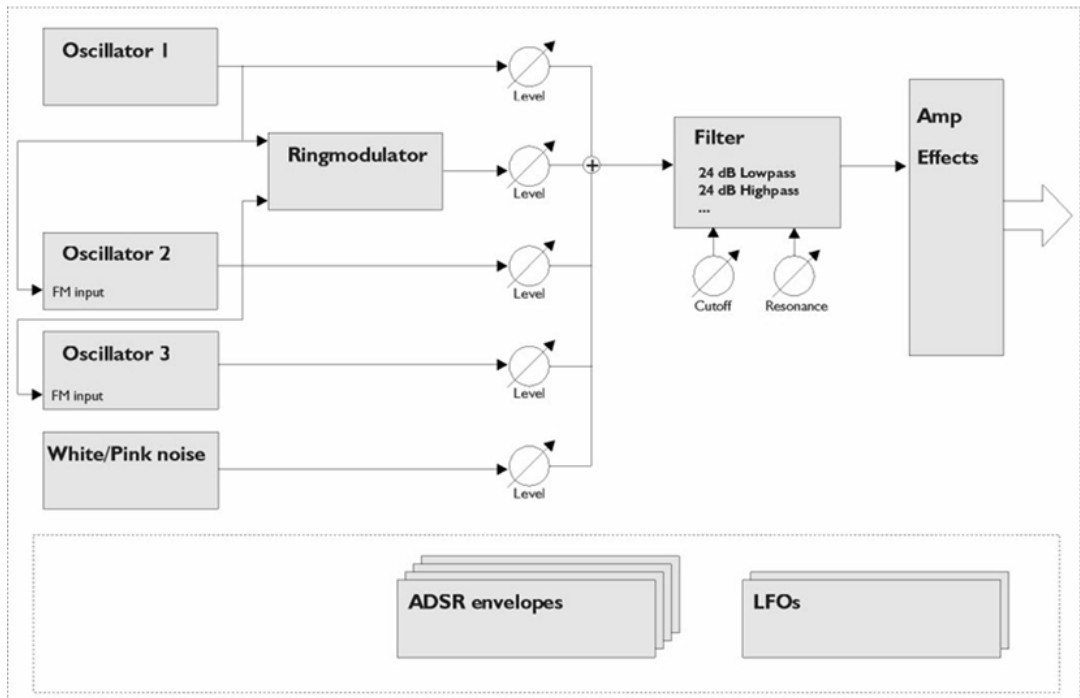 Oscillator 1
Level
Ringmodulator
Level
Oscillator 2
FM input
Level
Oscillator 3
FM input
Level
White/Pink noise
Level
+
Filter
24 dB Lowpass
24 dB Highpass
...
Cutoff
Resonance
Amp
Effects
ADSR envelopes
LFOs